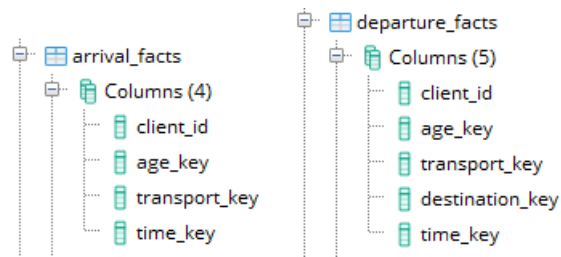 arrival_facts
Columns (4)
client_id
age_key
transport_key
time_key
departure_facts
Columns (5)
client_id
age_key
transport_key
destination_key
time_key